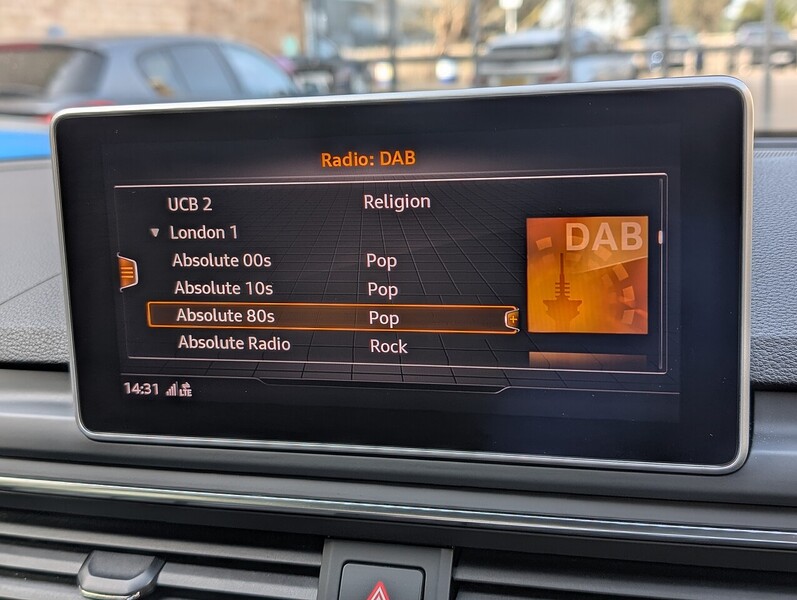 Radio: DAB
UCB 2 Religion
London 1
Absolute 00s Pop
Absolute 10s Pop
Absolute 80s Pop
Absolute Radio Rock
DAB
14:31 LTE